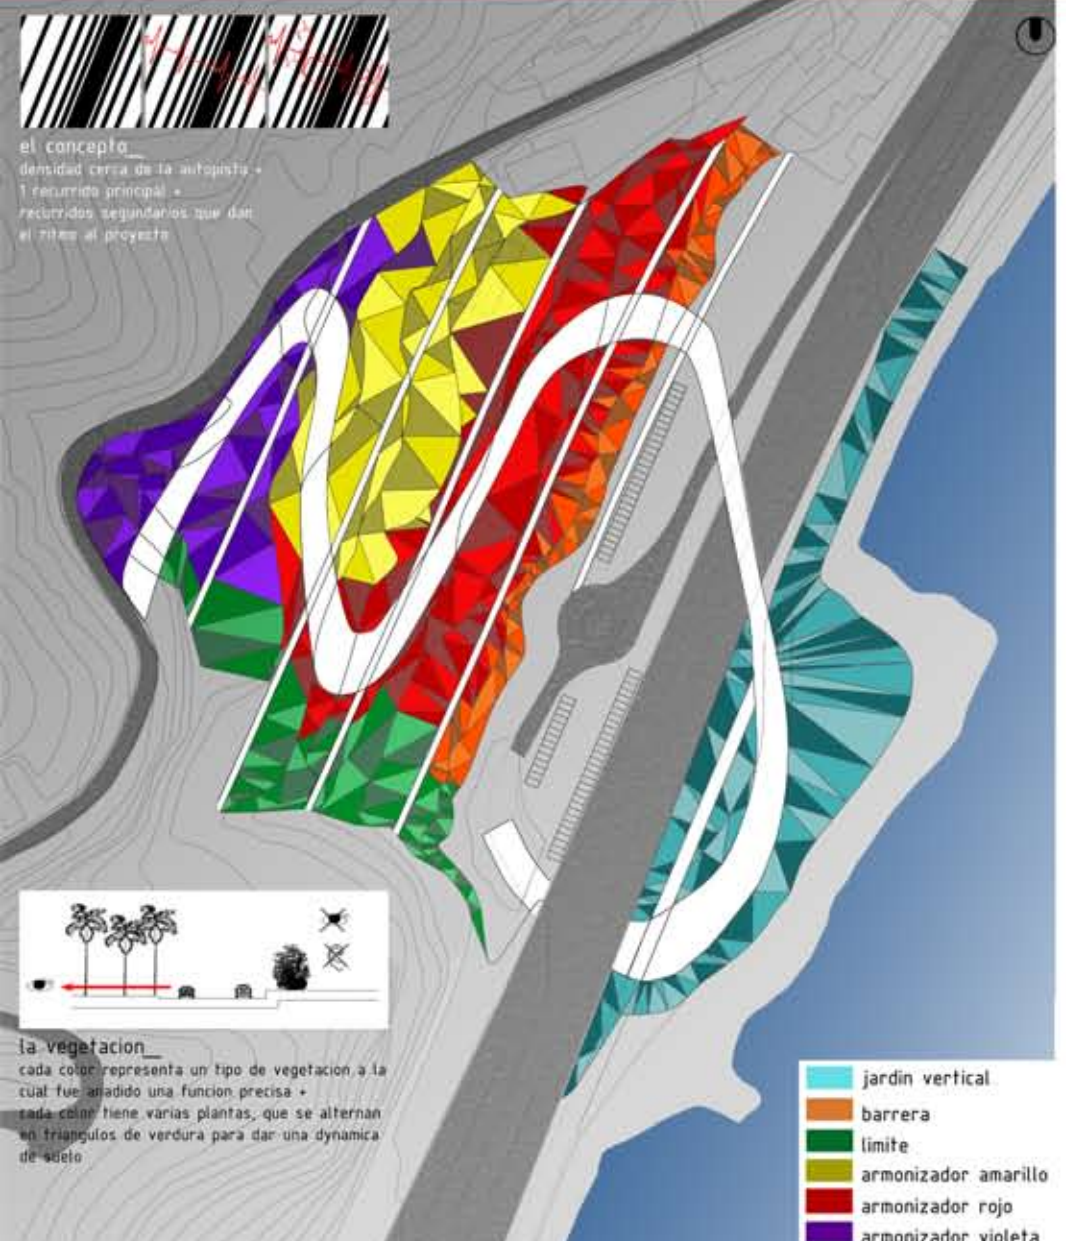 el concepto_
densidad cerca de la autopista +
1 recurrido principal +
recurridos segundarios que dan
el ritmo al proyecto
la vegetacion_
cada color representa un tipo de vegetacion a la
cual fue anadido una funcion precisa +
cada color tiene varias plantas, que se alternan
en triangulos de verdura para dar una dynamica
de suelo
jardin vertical
barrera
limite
armonizador amarillo
armonizador rojo
armonizador violeta